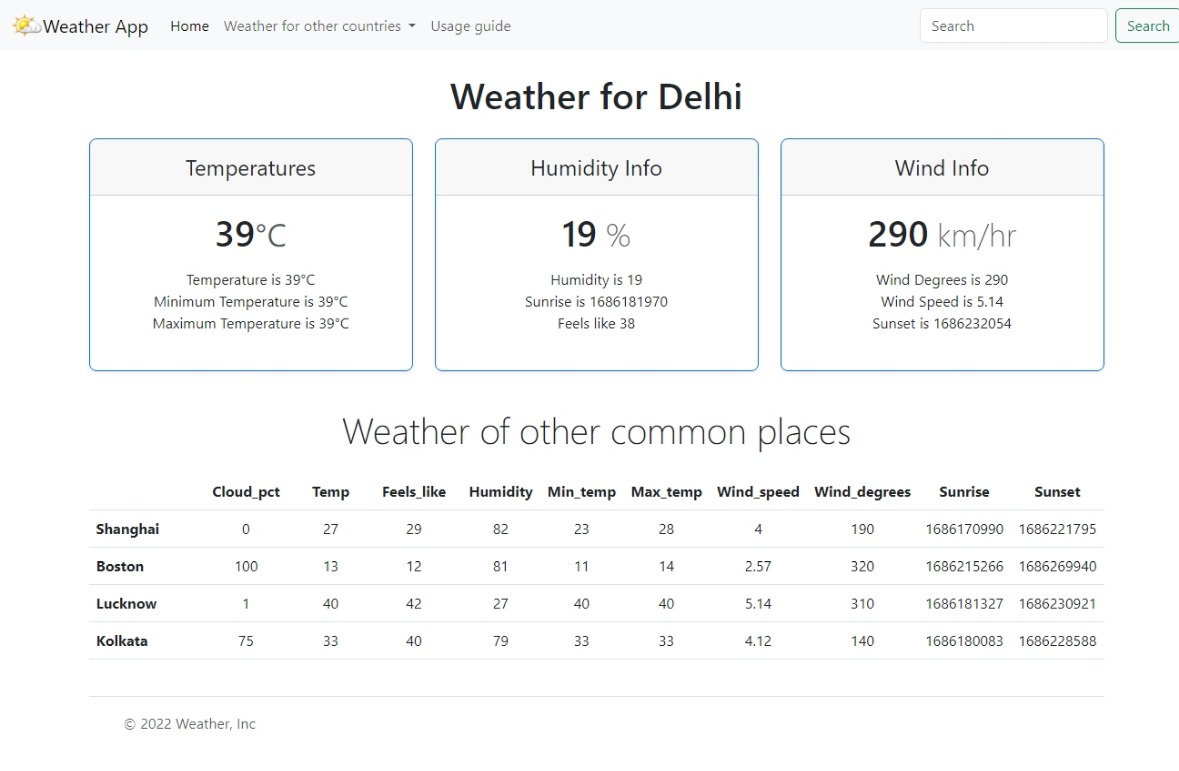 Weather App Home Weather for other countries Usage guide Search Search
Weather for Delhi
Temperatures
39°C
Temperature is 39°C
Minimum Temperature is 39°C
Maximum Temperature is 39°C
Humidity Info
19 %
Humidity is 19
Sunrise is 1686181970
Feels like 38
Wind Info
290 km/hr
Wind Degrees is 290
Wind Speed is 5.14
Sunset is 1686232054
Weather of other common places
Cloud_pct Temp Feels_like Humidity Min_temp Max_temp Wind_speed Wind_degrees Sunrise Sunset
Shanghai 0 27 29 82 23 28 4 190 1686170990 1686221795
Boston 100 13 12 81 11 14 2.57 320 1686215266 1686269940
Lucknow 1 40 42 27 40 40 5.14 310 1686181327 1686230921
Kolkata 75 33 40 79 33 33 4.12 140 1686180083 1686228588
© 2022 Weather, Inc